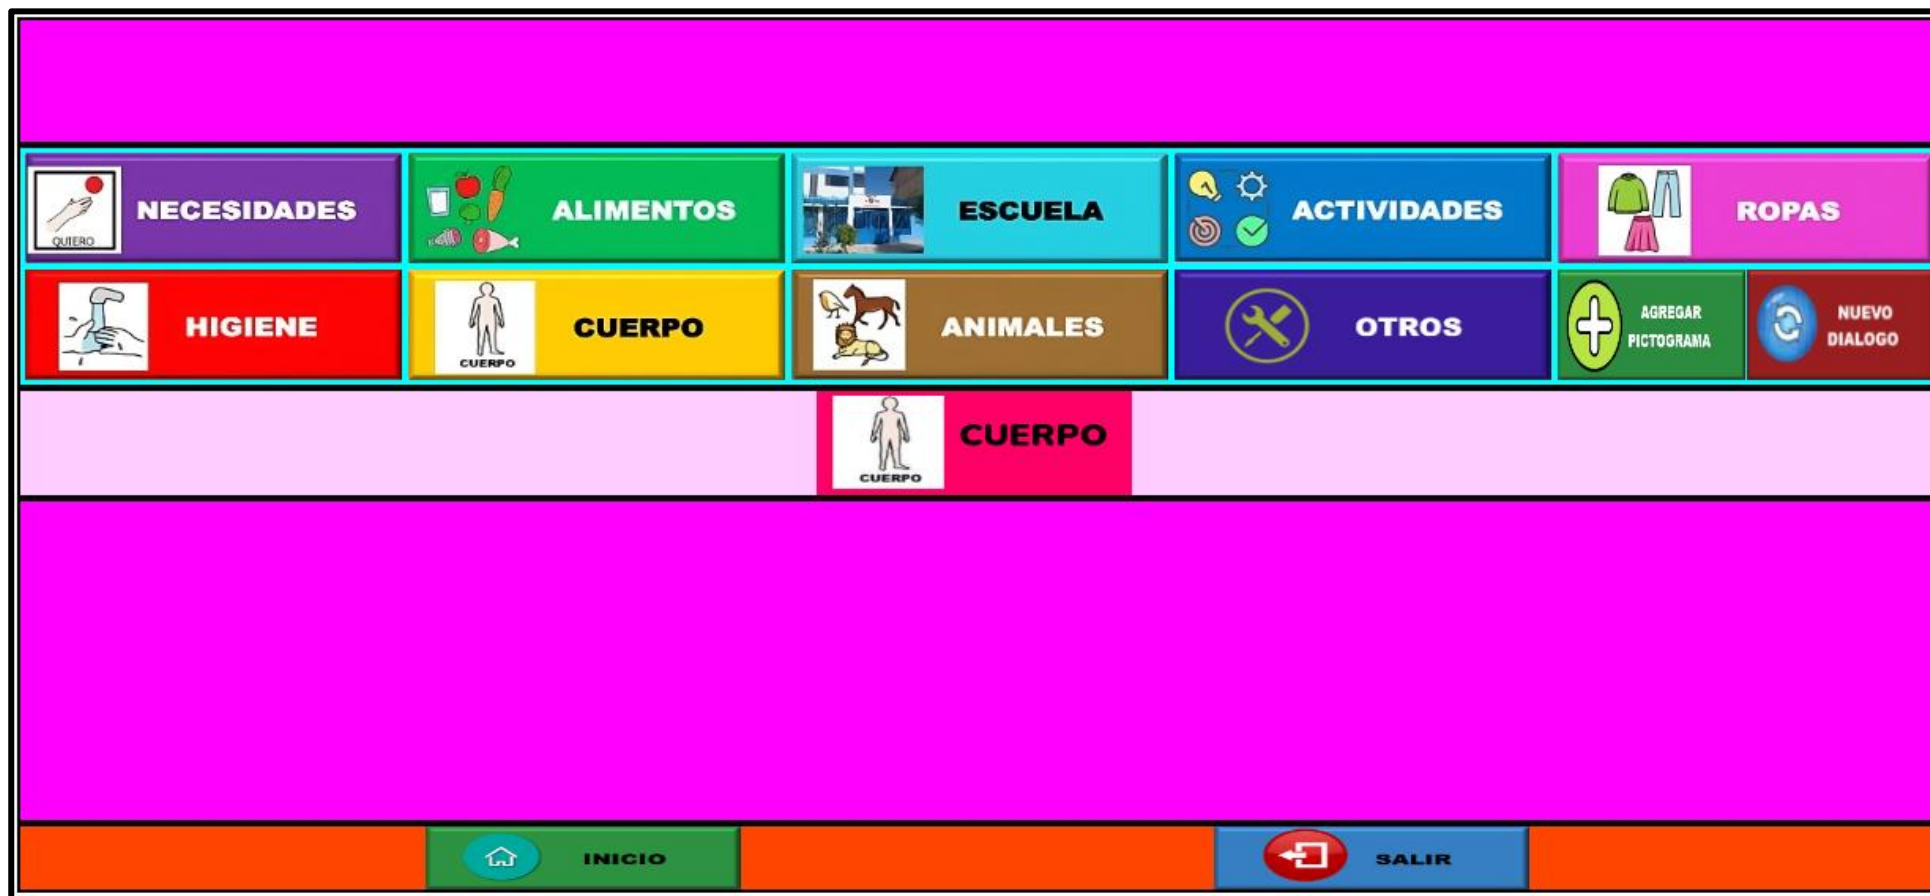 NECESIDADES
QUIERO
ALIMENTOS
ESCUELA
ACTIVIDADES
ROPAS
HIGIENE
CUERPO
CUERPO
ANIMALES
OTROS
AGREGAR
PICTOGRAMA
NUEVO
DIALOGO
CUERPO
CUERPO
INICIO
SALIR